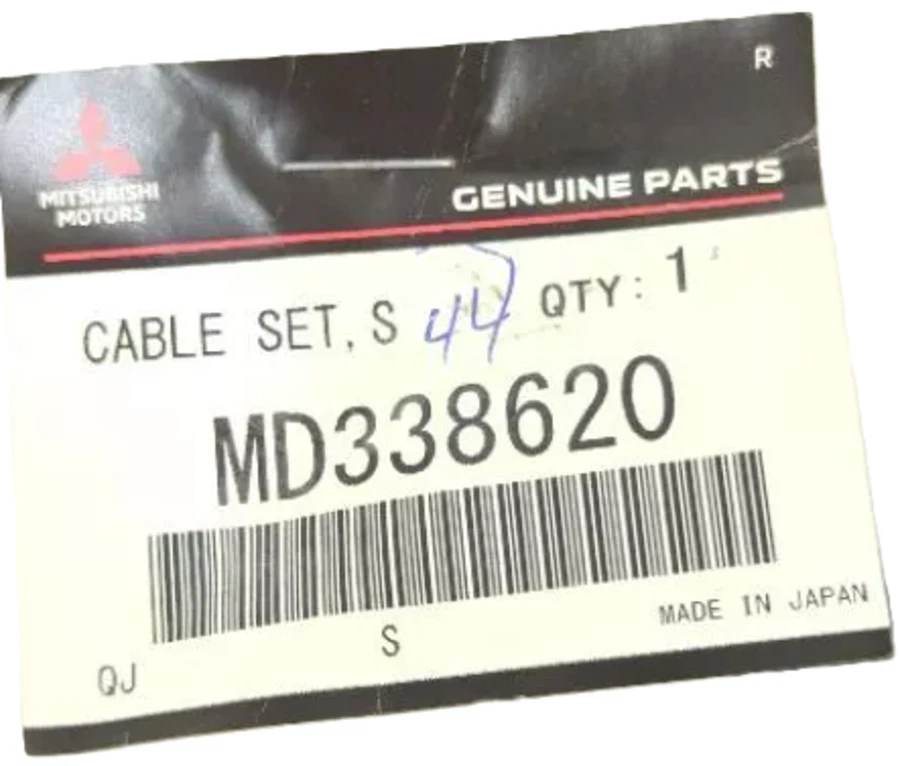 R
MITSUBISHI
MOTORS
GENUINE PARTS
CABLE SET, S 44 QTY: 1
MD338620
MADE IN JAPAN
S
QJ